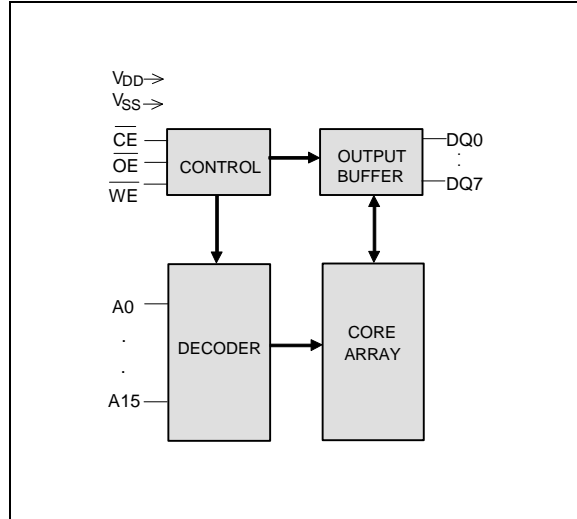 VDD
VSS
CE
OE
WE
CONTROL
OUTPUT
BUFFER
DQ0
.
.
DQ7
A0
.
.
A15
DECODER
CORE
ARRAY